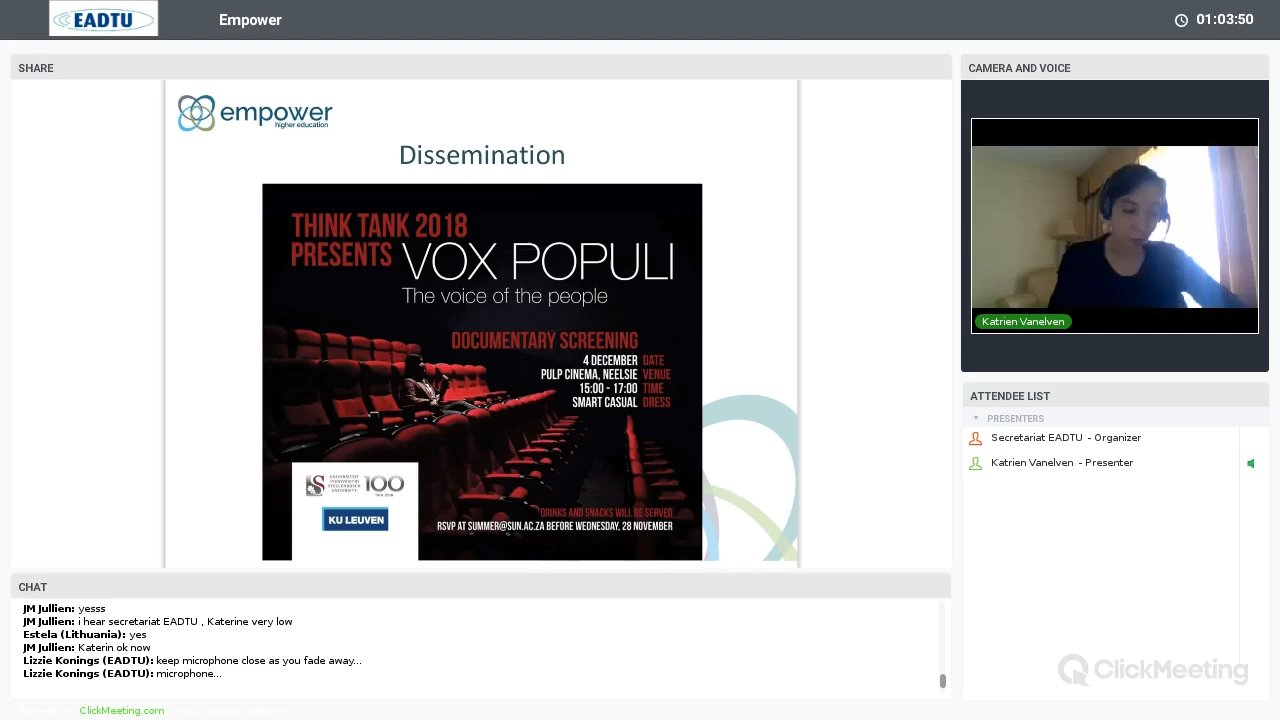 EADTU
Empower
01:03:50
SHARE
CAMERA AND VOICE
empower
higher education
Dissemination
THINK TANK 2018
PRESENTS VOX POPULI
The voice of the people
DOCUMENTARY SCREENING
4 DECEMBER DATE
PULP CINEMA, NEELSIE VENUE
15:00 - 17:00 TIME
SMART CASUAL DRESS
100
KU LEUVEN
DRINKS AND SNACKS WILL BE SERVED
RSVP AT SUMMER@SUN.AC.ZA BEFORE WEDNESDAY, 28 NOVEMBER
Katrien Vanelven
ATTENDEE LIST
PRESENTERS
Secretariat EADTU - Organizer
Katrien Vanelven - Presenter
CHAT
JM Jullien: yesss
JM Jullien: i hear secretariat EADTU , Katerine very low
Estela (Lithuania): yes
JM Jullien: Katerin ok now
Lizzie Konings (EADTU): keep microphone close as you fade away...
Lizzie Konings (EADTU): microphone...
ClickMeeting
ClickMeeting.com